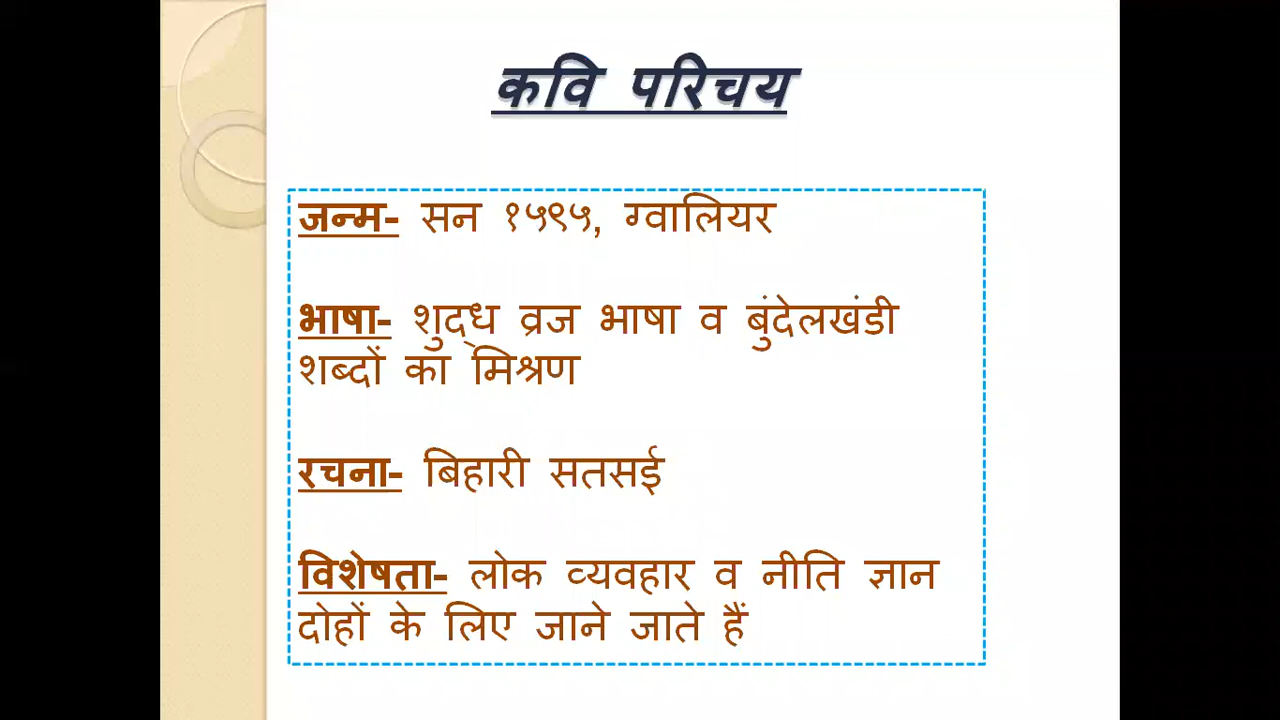 कवि परिचय
जन्म- सन १५९५, ग्वालियर
भाषा- शुद्ध व्रज भाषा व बुंदेलखंडी
शब्दों का मिश्रण
रचना- बिहारी सतसई
विशेषता- लोक व्यवहार व नीति ज्ञान
दोहों के लिए जाने जाते हैं